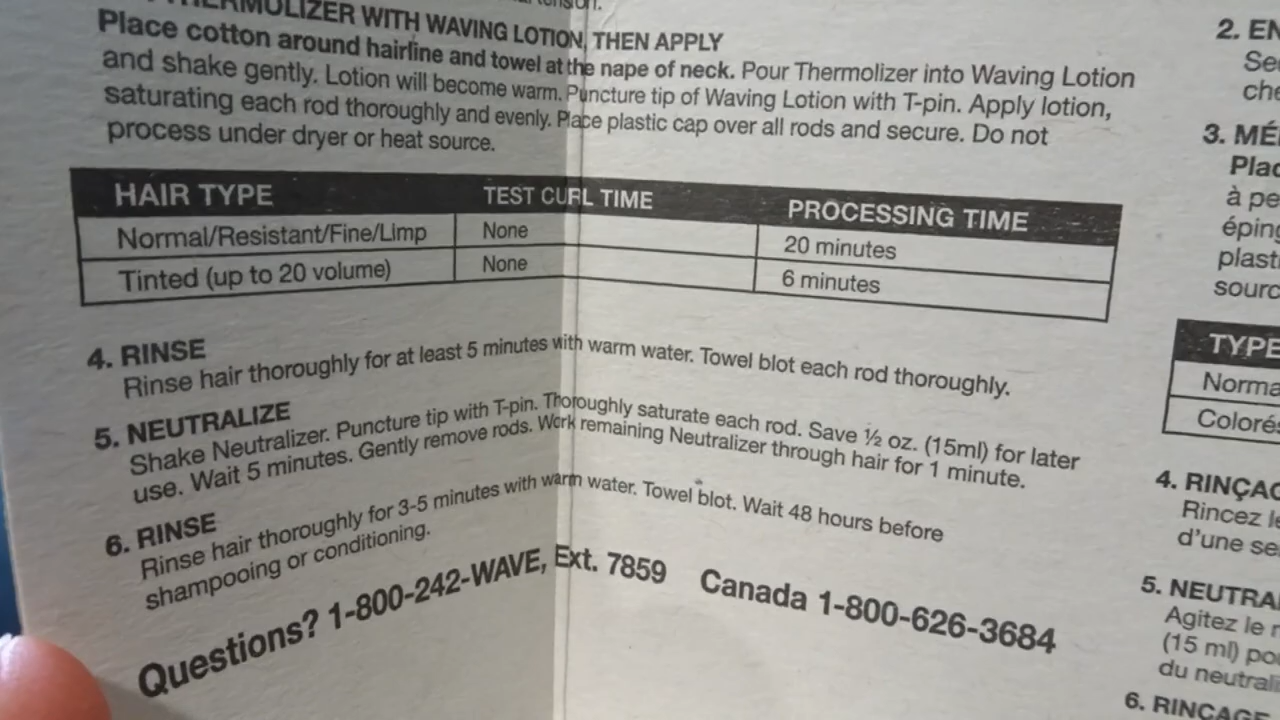 THERMOLIZER WITH WAVING LOTION, THEN APPLY
Place cotton around hairline and towel at the nape of neck. Pour Thermolizer into Waving Lotion
and shake gently. Lotion will become warm. Puncture tip of Waving Lotion with T-pin. Apply lotion,
saturating each rod thoroughly and evenly. Place plastic cap over all rods and secure. Do not
process under dryer or heat source.
HAIR TYPE TEST CURL TIME PROCESSING TIME
Normal/Resistant/Fine/Limp None 20 minutes
Tinted (up to 20 volume) None 6 minutes
4. RINSE
Rinse hair thoroughly for at least 5 minutes with warm water. Towel blot each rod thoroughly.
5. NEUTRALIZE
Shake Neutralizer. Puncture tip with T-pin. Thoroughly saturate each rod. Save ½ oz. (15ml) for later
use. Wait 5 minutes. Gently remove rods. Work remaining Neutralizer through hair for 1 minute.
6. RINSE
Rinse hair thoroughly for 3-5 minutes with warm water. Towel blot. Wait 48 hours before
shampooing or conditioning.
Questions? 1-800-242-WAVE, Ext. 7859 Canada 1-800-626-3684
2. EN
Se
che
3. MÉ
Plac
à pe
éping
plasti
sourc
TYPE
Norma
Colorés
4. RINÇAG
Rincez l
d'une se
5. NEUTRA
Agitez le n
(15 ml) po
du neutrali
6. RINÇAGE